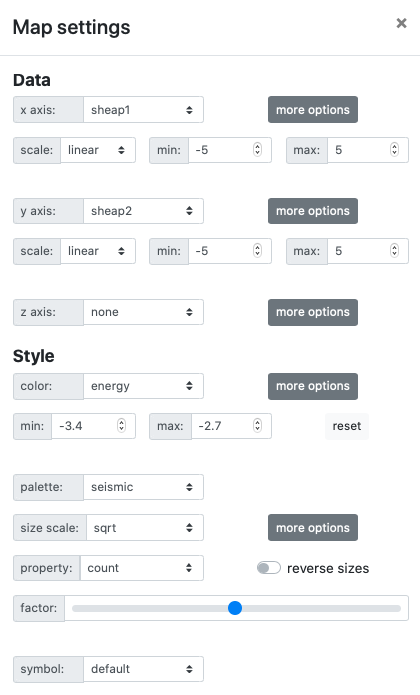 Map settings ×
Data
x axis: sheap1 more options
scale: linear min: -5 max: 5
y axis: sheap2 more options
scale: linear min: -5 max: 5
z axis: none more options
Style
color: energy more options
min: -3.4 max: -2.7 reset
palette: seismic
size scale: sqrt more options
property: count reverse sizes
factor:
symbol: default